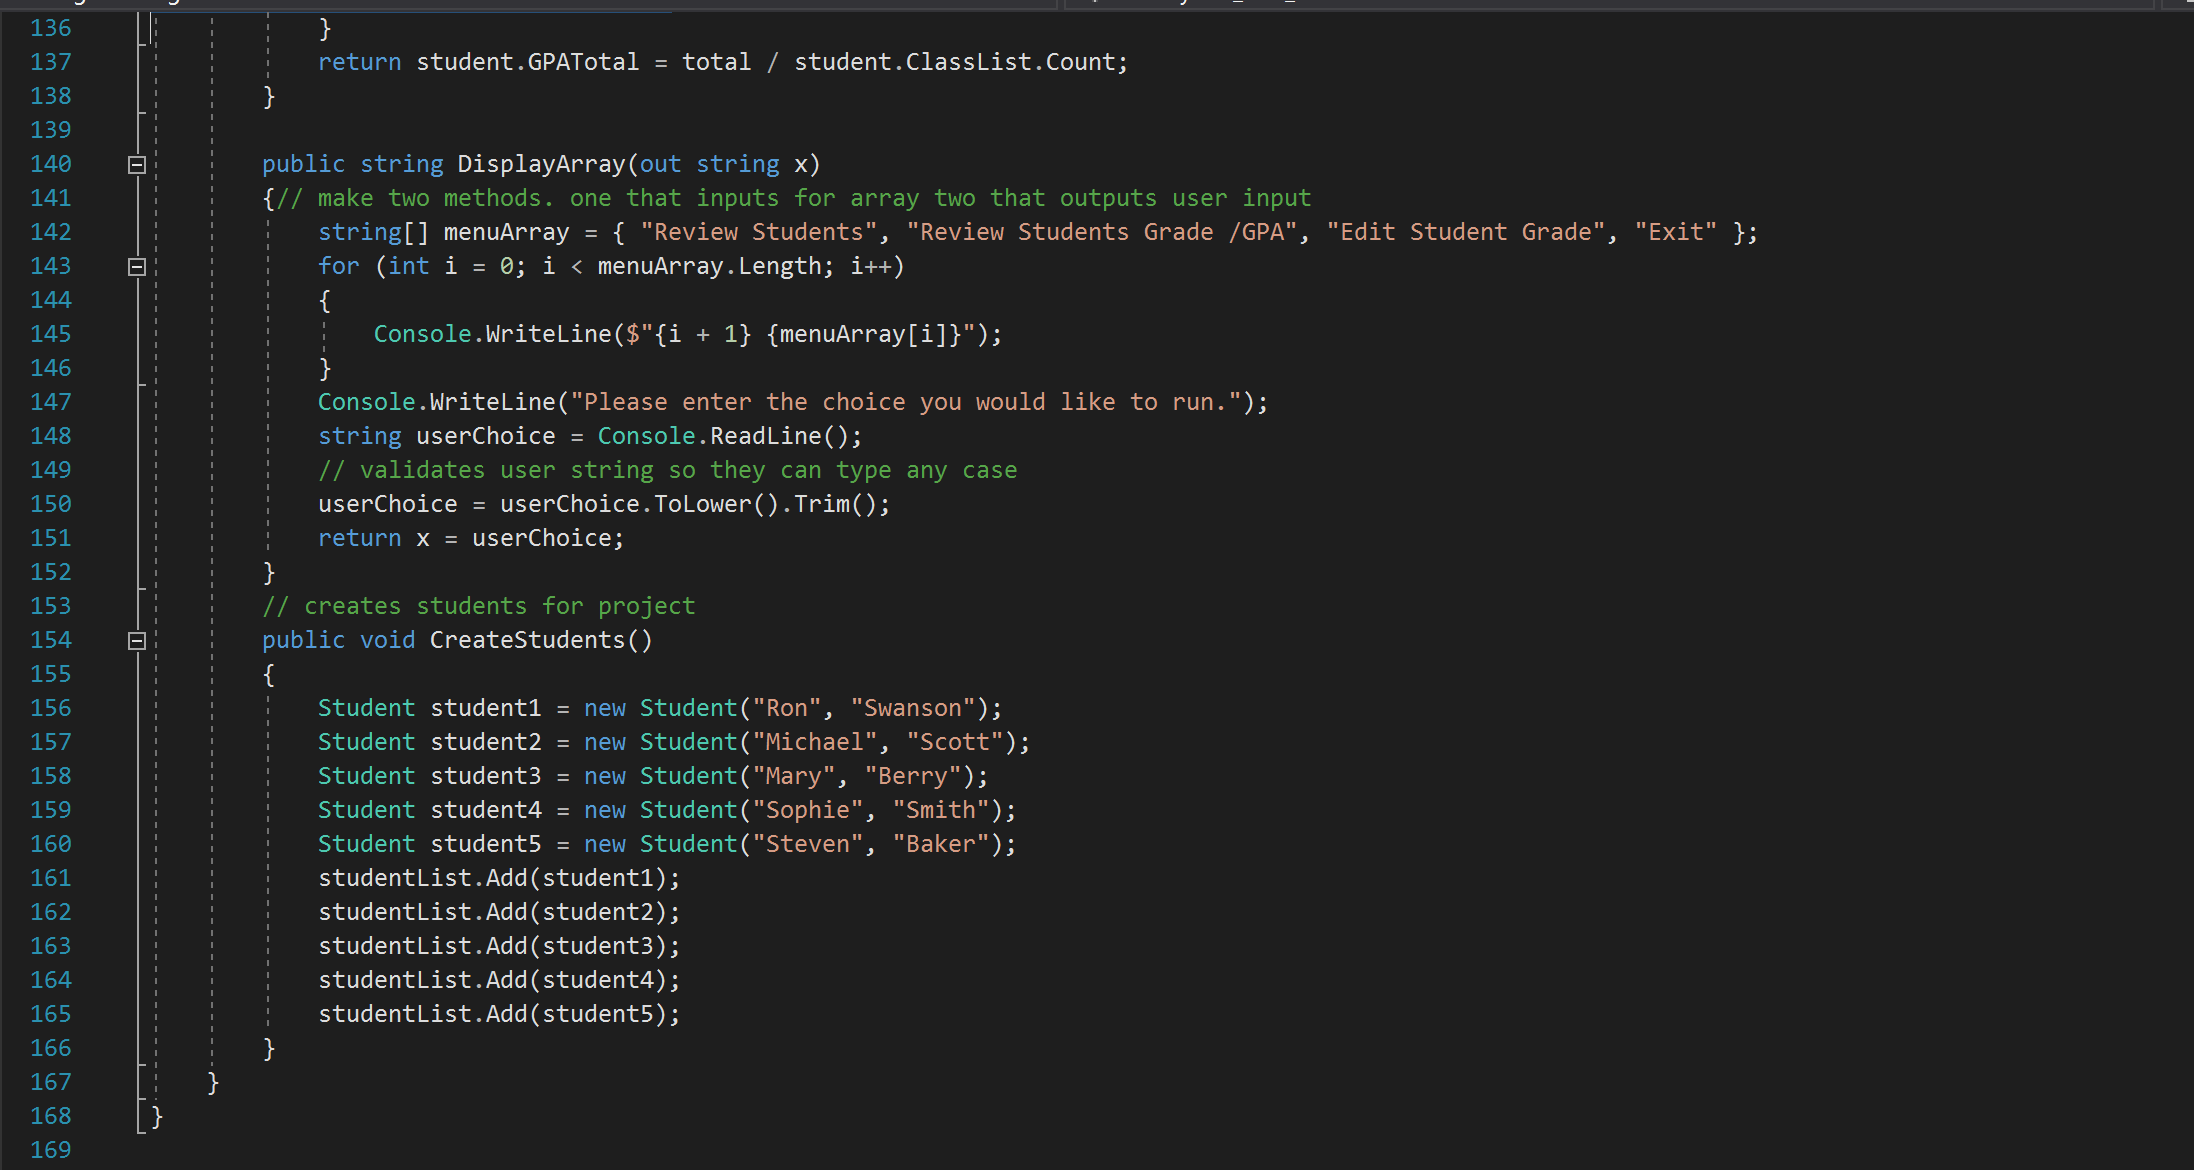 136 }
137 return student.GPATotal = total / student.ClassList.Count;
138 }
139
140 public string DisplayArray(out string x)
141 {// make two methods. one that inputs for array two that outputs user input
142 string[] menuArray = { "Review Students", "Review Students Grade /GPA", "Edit Student Grade", "Exit" };
143 for (int i = 0; i < menuArray.Length; i++)
144 {
145 Console.WriteLine($"{i + 1} {menuArray[i]}");
146 }
147 Console.WriteLine("Please enter the choice you would like to run.");
148 string userChoice = Console.ReadLine();
149 // validates user string so they can type any case
150 userChoice = userChoice.ToLower().Trim();
151 return x = userChoice;
152 }
153 // creates students for project
154 public void CreateStudents()
155 {
156 Student student1 = new Student("Ron", "Swanson");
157 Student student2 = new Student("Michael", "Scott");
158 Student student3 = new Student("Mary", "Berry");
159 Student student4 = new Student("Sophie", "Smith");
160 Student student5 = new Student("Steven", "Baker");
161 studentList.Add(student1);
162 studentList.Add(student2);
163 studentList.Add(student3);
164 studentList.Add(student4);
165 studentList.Add(student5);
166 }
167 }
168 }
169